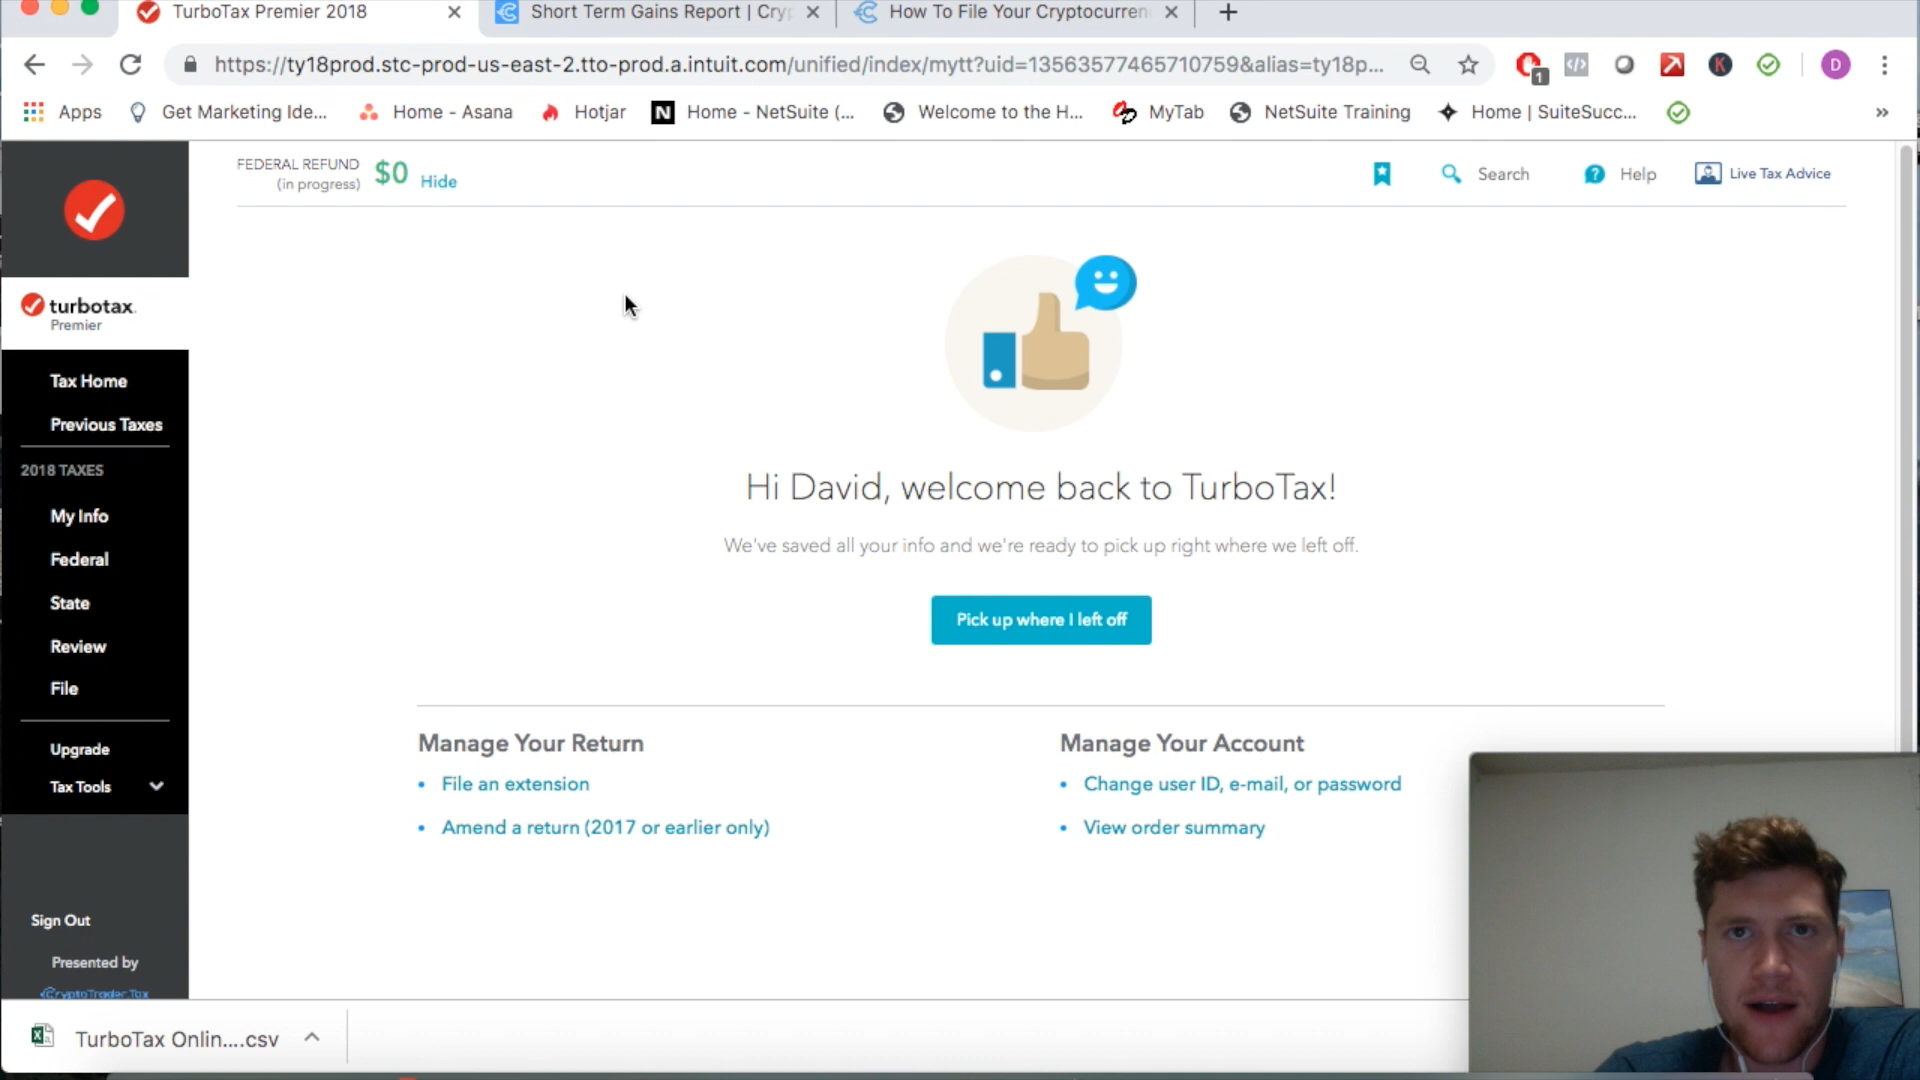 TurboTax Premier 2018
Short Term Gains Report | Cryp
How To File Your Cryptocurren
https://ty18prod.stc-prod-us-east-2.tto-prod.a.intuit.com/unified/index/mytt?uid=13563577465710759&alias=ty18p...
1
K
D
Apps
Get Marketing Ide...
Home - Asana
Hotjar
N
Home - NetSuite (...
Welcome to the H...
MyTab
NetSuite Training
Home | SuiteSucc...
»
FEDERAL REFUND
(in progress)
$0
Hide
Search
?
Help
Live Tax Advice
turbotax.
Premier
Tax Home
Previous Taxes
2018 TAXES
My Info
Federal
State
Review
File
Upgrade
Tax Tools
Sign Out
Presented by
CryptoTrader.Tax
Hi David, welcome back to TurboTax!
We've saved all your info and we're ready to pick up right where we left off.
Pick up where I left off
Manage Your Return
• File an extension
• Amend a return (2017 or earlier only)
Manage Your Account
• Change user ID, e-mail, or password
• View order summary
TurboTax Onlin....csv